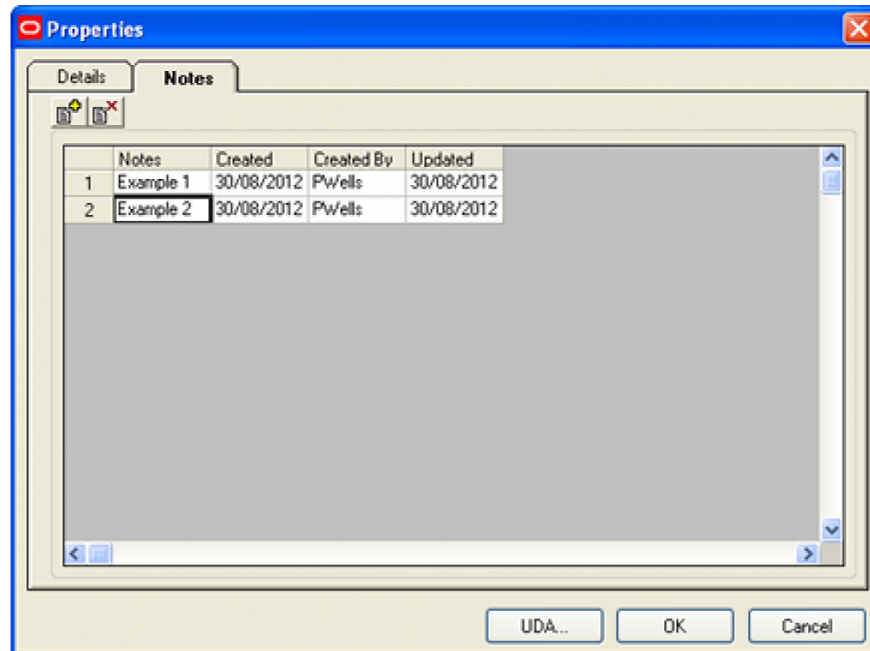 Properties
Details Notes
Notes Created Created By Updated
1 Example 1 30/08/2012 PWells 30/08/2012
2 Example 2 30/08/2012 PWells 30/08/2012
UDA... OK Cancel